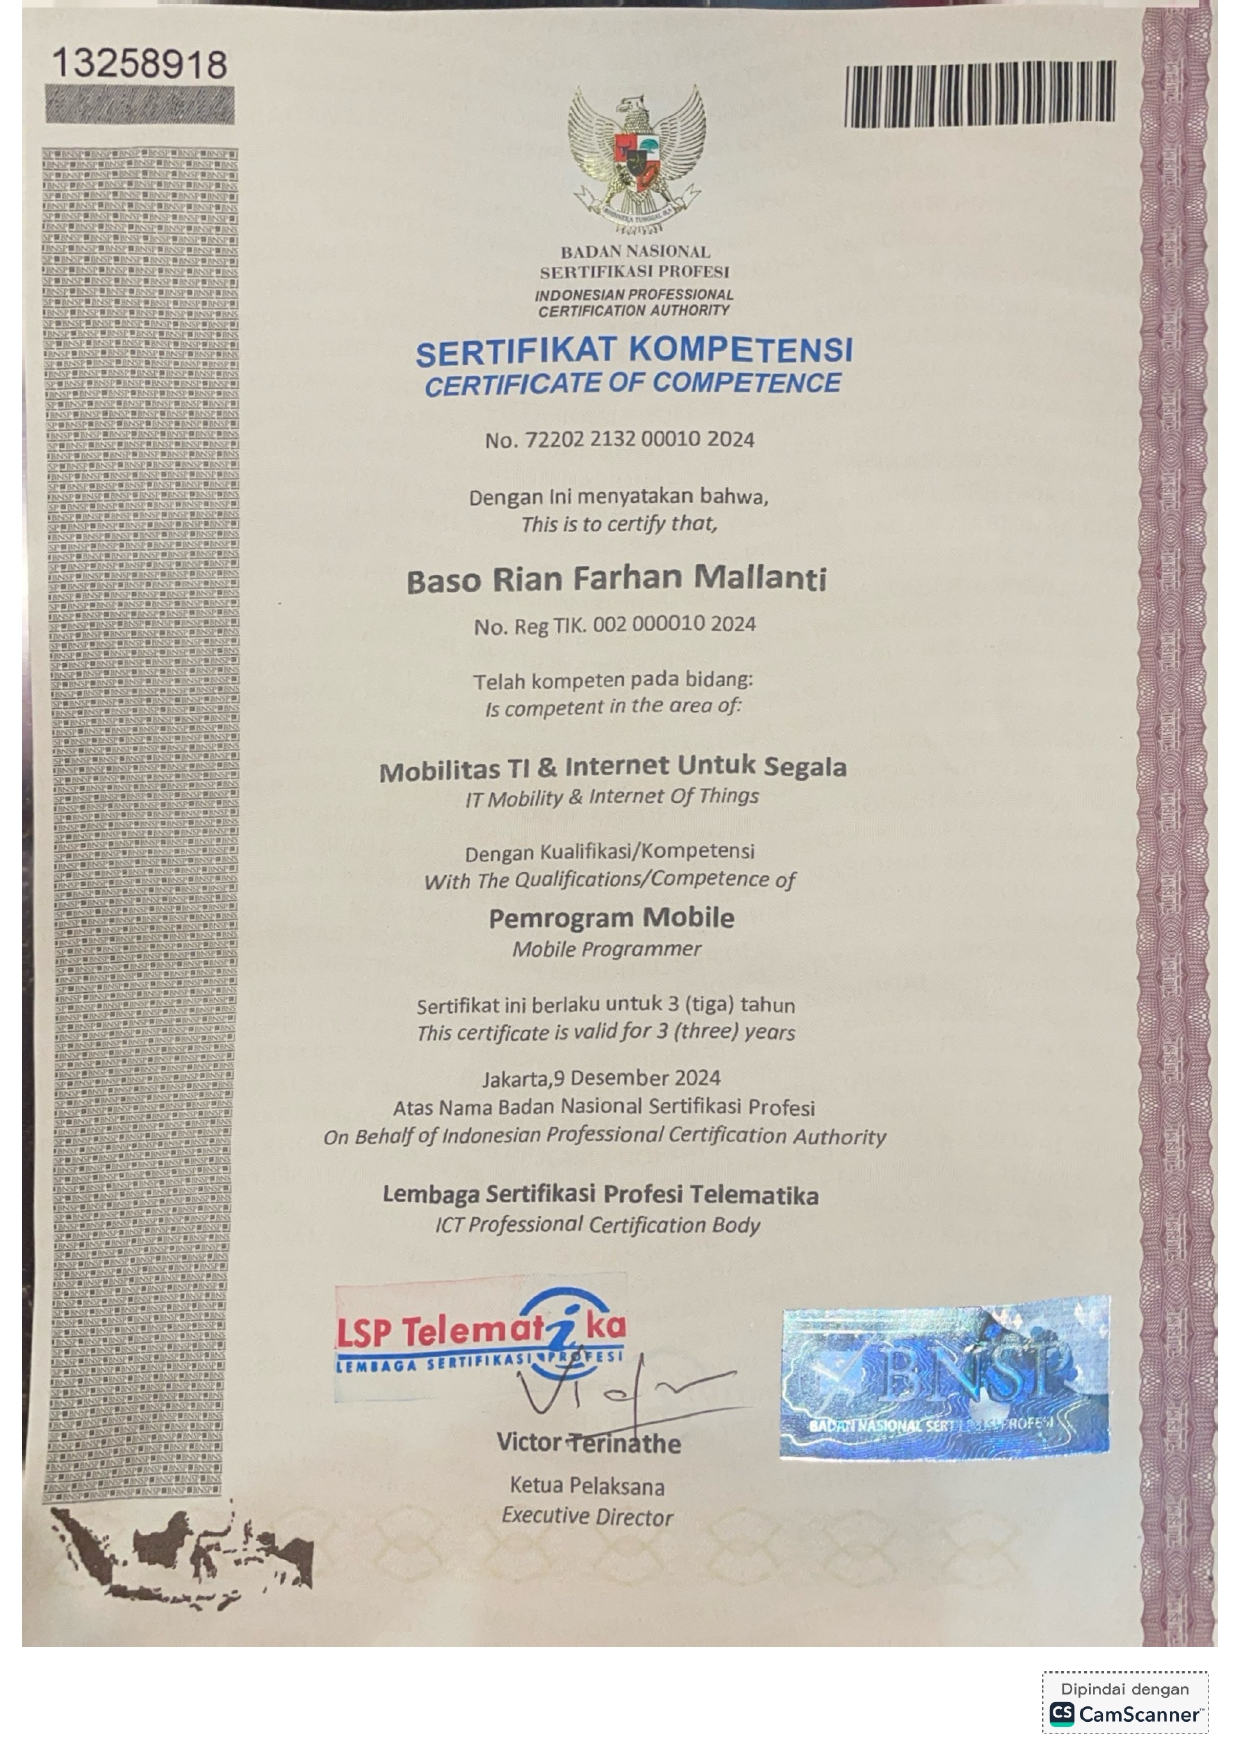 13258918
BHINNEKA TUNGGAL IKA
BADAN NASIONAL
SERTIFIKASI PROFESI
INDONESIAN PROFESSIONAL
CERTIFICATION AUTHORITY
SERTIFIKAT KOMPETENSI
CERTIFICATE OF COMPETENCE
No. 72202 2132 00010 2024
Dengan Ini menyatakan bahwa,
This is to certify that,
Baso Rian Farhan Mallanti
No. Reg TIK. 002 000010 2024
Telah kompeten pada bidang:
Is competent in the area of:
Mobilitas TI & Internet Untuk Segala
IT Mobility & Internet Of Things
Dengan Kualifikasi/Kompetensi
With The Qualifications/Competence of
Pemrogram Mobile
Mobile Programmer
Sertifikat ini berlaku untuk 3 (tiga) tahun
This certificate is valid for 3 (three) years
Jakarta,9 Desember 2024
Atas Nama Badan Nasional Sertifikasi Profesi
On Behalf of Indonesian Professional Certification Authority
Lembaga Sertifikasi Profesi Telematika
ICT Professional Certification Body
LSP Telematika
LEMBAGA SERTIFIKASI PROFESI
BNSP
BADAN NASIONAL SERTIFIKASI PROFESI
Victor Terinathe
Ketua Pelaksana
Executive Director
Dipindai dengan
CS CamScanner